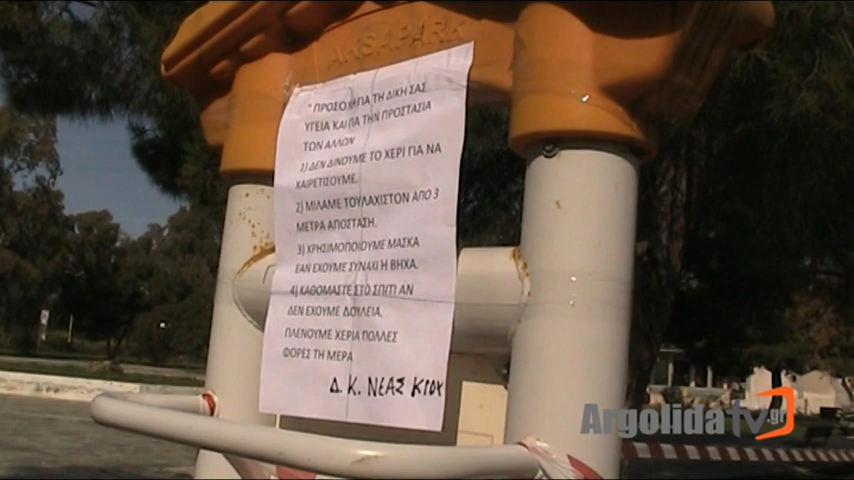 AKSAPARK
" ΠΡΟΣΟΧΗ ΓΙΑ ΤΗ ΔΙΚΗ ΣΑΣ
ΥΓΕΙΑ ΚΑΙ ΓΙΑ ΤΗΝ ΠΡΟΣΤΑΣΙΑ
ΤΩΝ ΑΛΛΩΝ
1) ΔΕΝ ΔΙΝΟΥΜΕ ΤΟ ΧΕΡΙ ΓΙΑ ΝΑ
ΧΑΙΡΕΤΙΣΟΥΜΕ.
2) ΜΙΛΑΜΕ ΤΟΥΛΑΧΙΣΤΟΝ ΑΠΟ 3
ΜΕΤΡΑ ΑΠΟΣΤΑΣΗ.
3) ΧΡΗΣΙΜΟΠΟΙΟΥΜΕ ΜΑΣΚΑ
ΕΑΝ ΕΧΟΥΜΕ ΣΥΝΑΧΙ Ή ΒΗΧΑ.
4) ΚΑΘΟΜΑΣΤΕ ΣΤΟ ΣΠΙΤΙ ΑΝ
ΔΕΝ ΕΧΟΥΜΕ ΔΟΥΛΕΙΑ.
ΠΛΕΝΟΥΜΕ ΧΕΡΙΑ ΠΟΛΛΕΣ
ΦΟΡΕΣ ΤΗ ΜΕΡΑ
Δ. Κ. ΝΕΑΣ ΚΙΟΥ
Argolidatv.gr